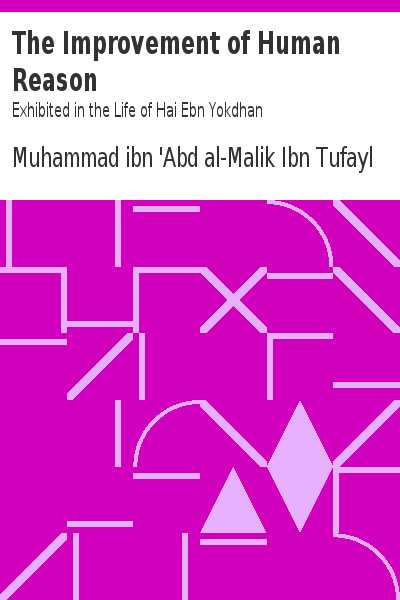 The Improvement of Human
Reason
Exhibited in the Life of Hai Ebn Yokdhan
Muhammad ibn 'Abd al-Malik Ibn Tufayl